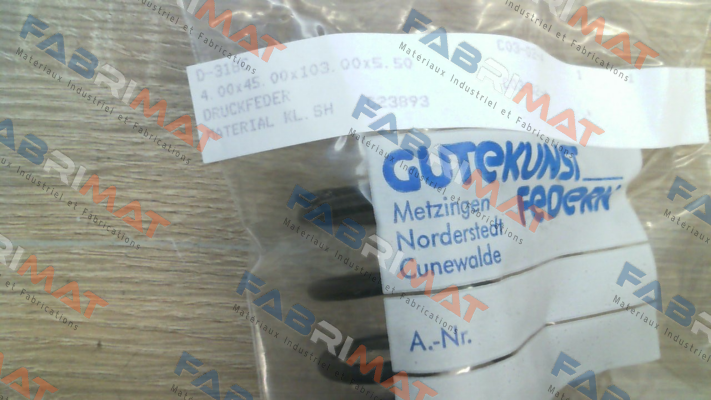 4.00x45.00x103.00x5.50
DRUCKFEDER
MATERIAL KL.SH
GUTEKUNST
FEDERN
Metzingen
Norderstedt
Cunewalde
A.-Nr.
FABRIMAT
Materiaux Industriel et Fabrications